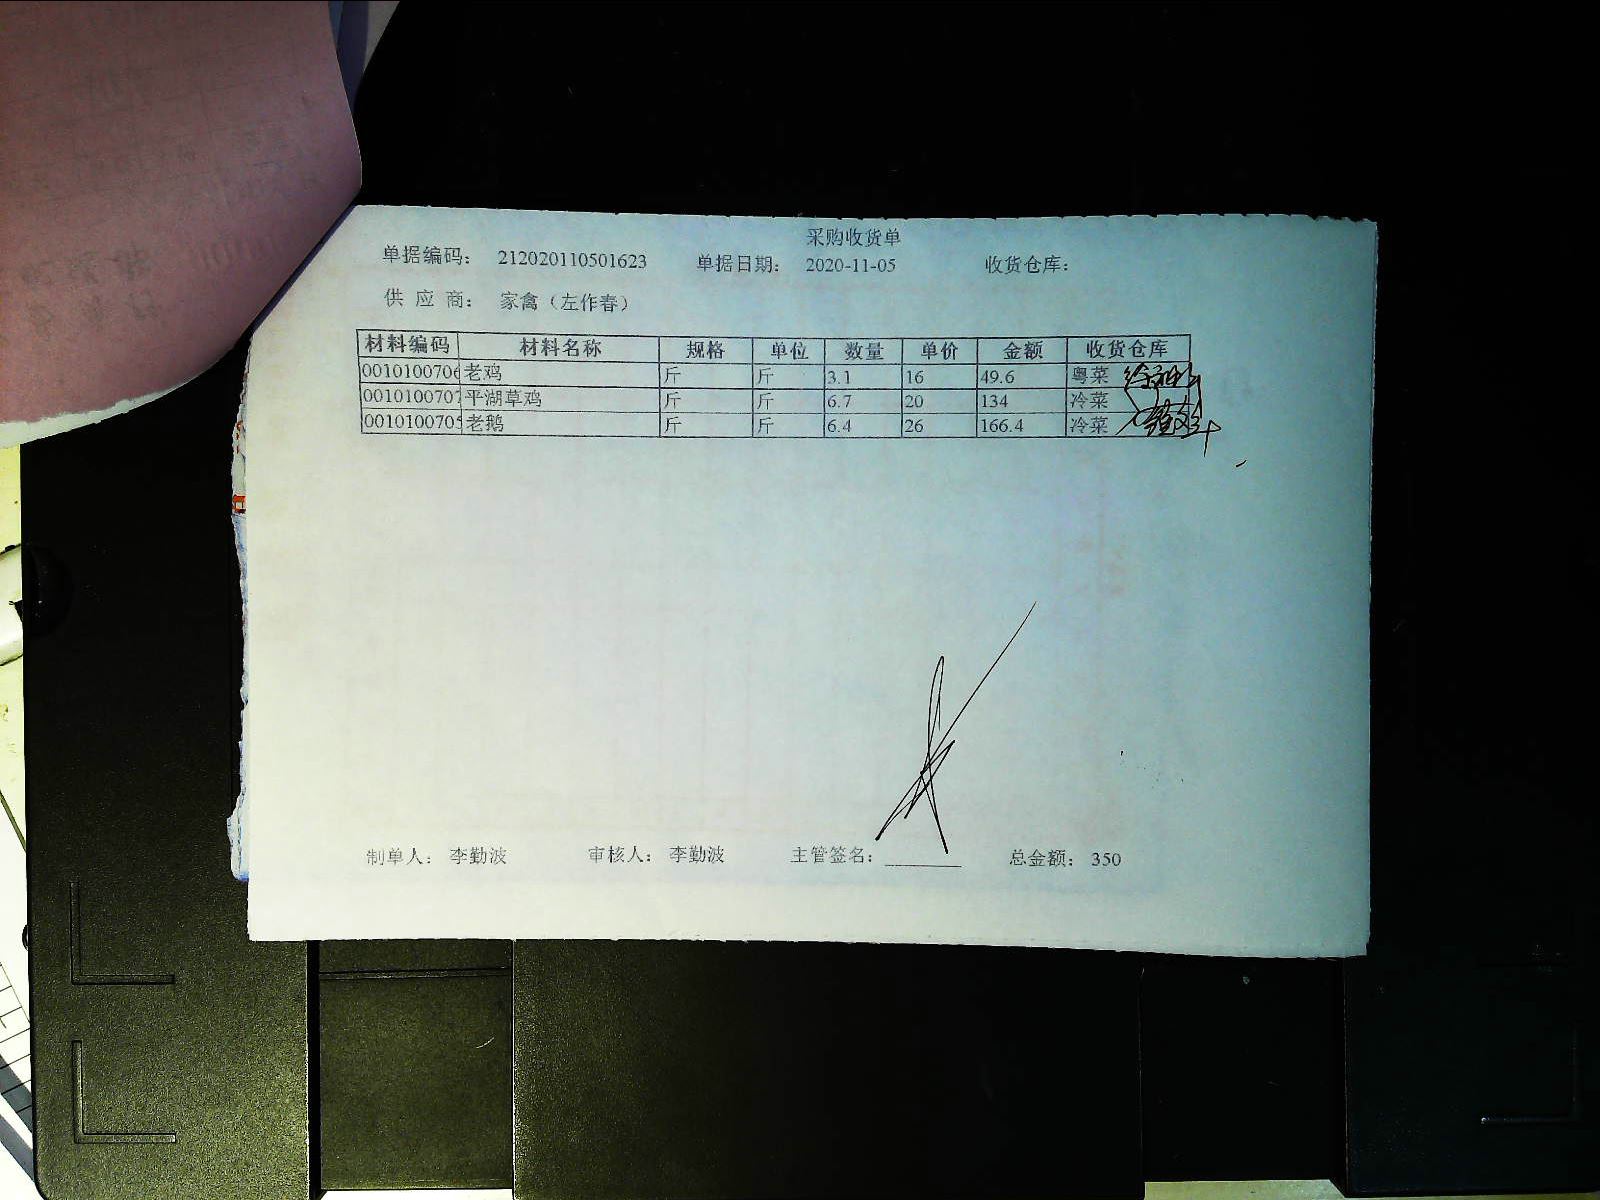 采购收货单
单据编码： 212020110501623 单据日期： 2020-11-05 收货仓库：
供 应 商： 家禽（左作春）
材料编码 材料名称 规格 单位 数量 单价 金额 收货仓库
0010100706 老鸡 斤 斤 3.1 16 49.6 粤菜
0010100707 平湖草鸡 斤 斤 6.7 20 134 冷菜
0010100705 老鹅 斤 斤 6.4 26 166.4 冷菜
制单人： 李勤波 审核人： 李勤波 主管签名： 总金额： 350